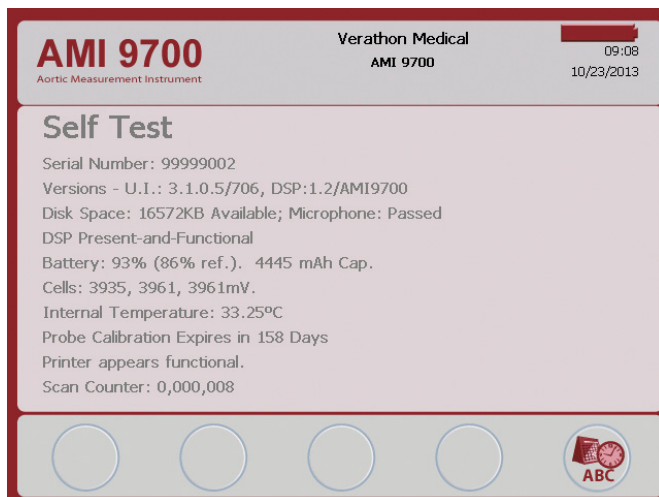 AMI 9700
Aortic Measurement Instrument
Verathon Medical
AMI 9700
09:08
10/23/2013
Self Test
Serial Number: 99999002
Versions - U.I.: 3.1.0.5/706, DSP:1.2/AMI9700
Disk Space: 16572KB Available; Microphone: Passed
DSP Present-and-Functional
Battery: 93% (86% ref.).  4445 mAh Cap.
Cells: 3935, 3961, 3961mV.
Internal Temperature: 33.25ºC
Probe Calibration Expires in 158 Days
Printer appears functional.
Scan Counter: 0,000,008
ABC